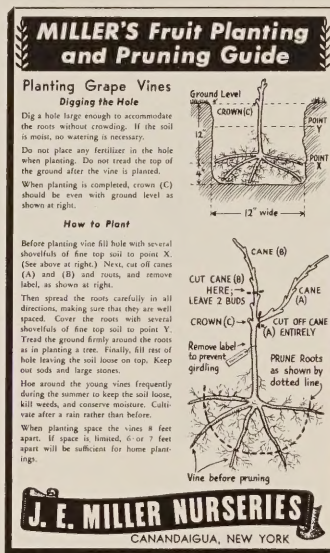 MILLER'S Fruit Planting
and Pruning Guide
Planting Grape Vines
Digging the Hole
Dig a hole large enough to accommodate
the roots without crowding. If the soil
is moist, no watering is necessary.
Do not place any fertilizer in the hole
when planting. Do not tread the top of
the ground after the vine is planted.
When planting is completed, crown (C)
should be even with ground level as
shown at right.
How to Plant
Before planting vine fill hole with several
shovelfuls of fine top soil to point X.
(See above at right.) Next, cut off canes
(A) and (B) and roots, and remove
label, as shown at right.
Then spread the roots carefully in all
directions, making sure that they are well
spaced. Cover the roots with several
shovelfuls of fine top soil to point Y.
Tread the ground firmly around the roots
as in planting a tree. Finally, fill rest of
hole leaving the soil loose on top. Keep
out sods and large stones.
Hoe around the young vines frequently
during the summer to keep the soil loose,
kill weeds, and conserve moisture. Culti-
vate after a rain rather than before.
When planting space the vines 8 feet
apart. If space is limited, 6 or 7 feet
apart will be sufficient for home plant-
ings.
Ground Level
CROWN (C)
POINT
Y
12"
POINT
X
4"
12" wide
CANE (B)
CUT CANE (B)
HERE;
LEAVE 2 BUDS
CANE
(A)
CROWN (C)
CUT OFF CANE
(A) ENTIRELY
Remove label
to prevent
girdling
PRUNE Roots
as shown by
dotted line
Vine before pruning
J. E. MILLER NURSERIES
CANANDAIGUA, NEW YORK